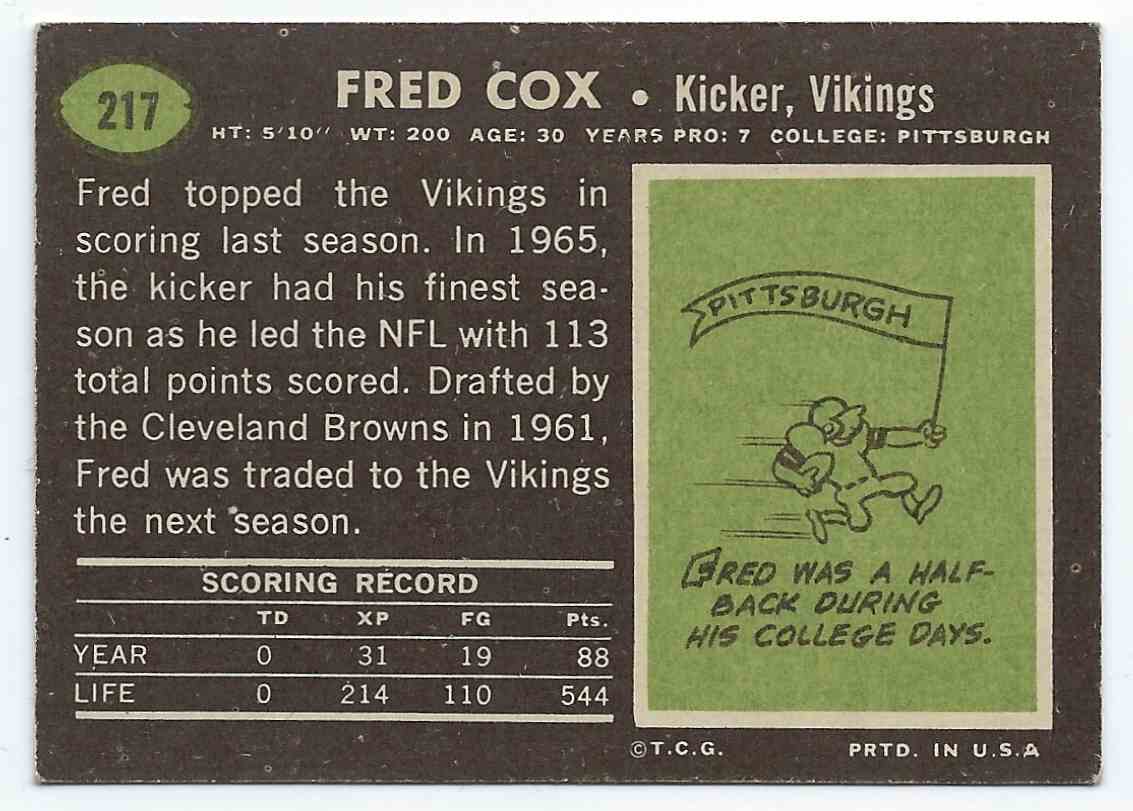 217
FRED COX • Kicker, Vikings
HT: 5'10" WT: 200 AGE: 30 YEARS PRO: 7 COLLEGE: PITTSBURGH
Fred topped the Vikings in
scoring last season. In 1965,
the kicker had his finest sea-
son as he led the NFL with 113
total points scored. Drafted by
the Cleveland Browns in 1961,
Fred was traded to the Vikings
the next season.
SCORING RECORD
TD XP FG Pts.
YEAR 0 31 19 88
LIFE 0 214 110 544
PITTSBURGH
FRED WAS A HALF-
BACK DURING
HIS COLLEGE DAYS.
©T.C.G. PRTD. IN U.S.A